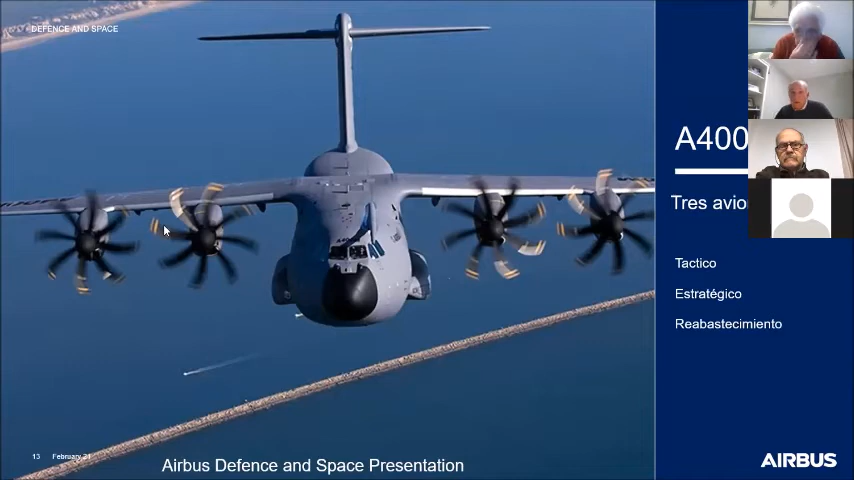 DEFENCE AND SPACE
A400
Tres avio
Tactico
Estratégico
Reabastecimiento
13 February 21
Airbus Defence and Space Presentation
AIRBUS